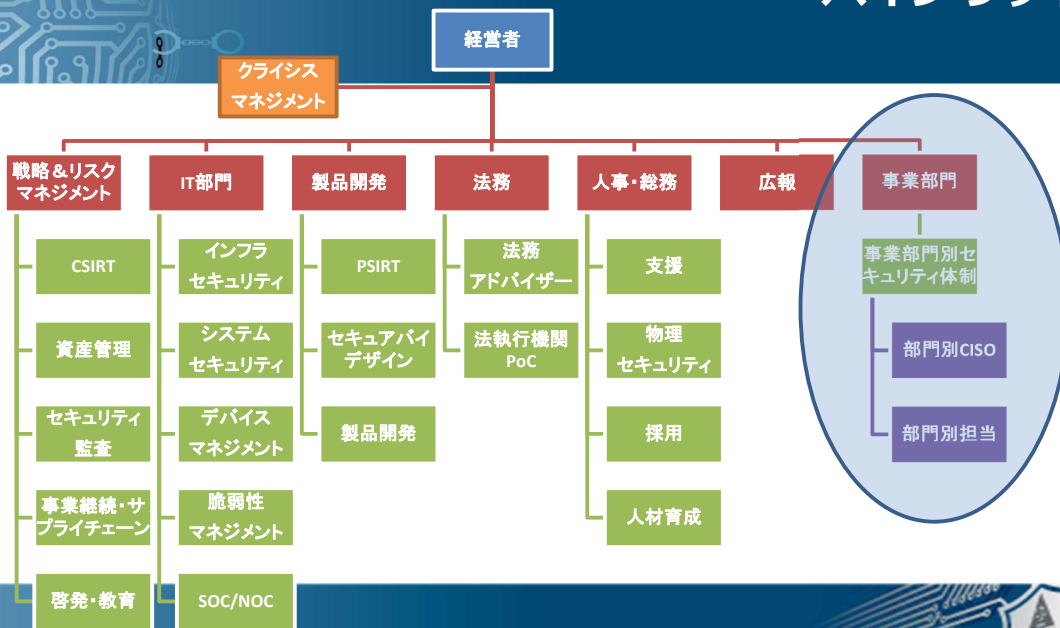 経営者
クライシス
マネジメント
戦略&リスク
マネジメント
IT部門
製品開発
法務
人事・総務
広報
事業部門
CSIRT
資産管理
セキュリティ
監査
事業継続・サ
プライチェーン
啓発・教育
インフラ
セキュリティ
システム
セキュリティ
デバイス
マネジメント
脆弱性
マネジメント
SOC/NOC
PSIRT
セキュアバイ
デザイン
製品開発
法務
アドバイザー
法執行機関
PoC
支援
物理
セキュリティ
採用
人材育成
事業部門別セ
キュリティ体制
部門別CISO
部門別担当